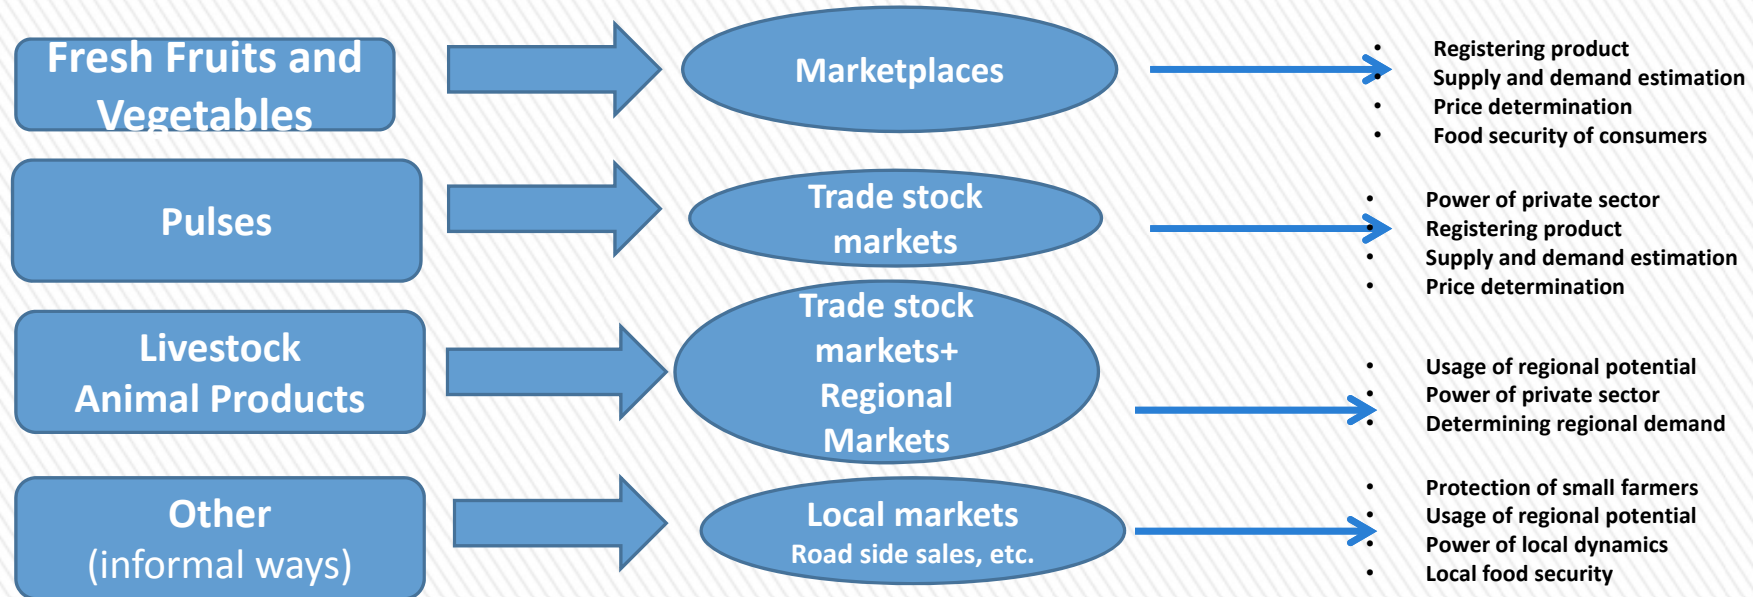 Fresh Fruits and
Vegetables
Marketplaces
• Registering product
• Supply and demand estimation
• Price determination
• Food security of consumers
Pulses
Trade stock
markets
• Power of private sector
• Registering product
• Supply and demand estimation
• Price determination
Livestock
Animal Products
Trade stock
markets+
Regional
Markets
• Usage of regional potential
• Power of private sector
• Determining regional demand
Other
(informal ways)
Local markets
Road side sales, etc.
• Protection of small farmers
• Usage of regional potential
• Power of local dynamics
• Local food security